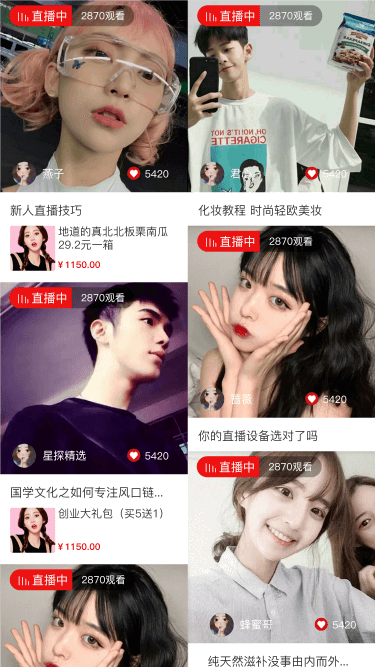 直播中 2870观看
燕子 5420
新人直播技巧
地道的真北北板栗南瓜
29.2元一箱
¥1150.00
直播中 2870观看
星探精选 5420
国学文化之如何专注风口链...
创业大礼包（买5送1）
¥1150.00
直播中 2870观看
直播中 2870观看
OH NO!IT'S NOT
CIGARETTE
5420
化妆教程 时尚轻欧美妆
直播中 2870观看
蔷薇 5420
你的直播设备选对了吗
直播中 2870观看
蜂蜜哥 5420
纯天然滋补没事由内而外...